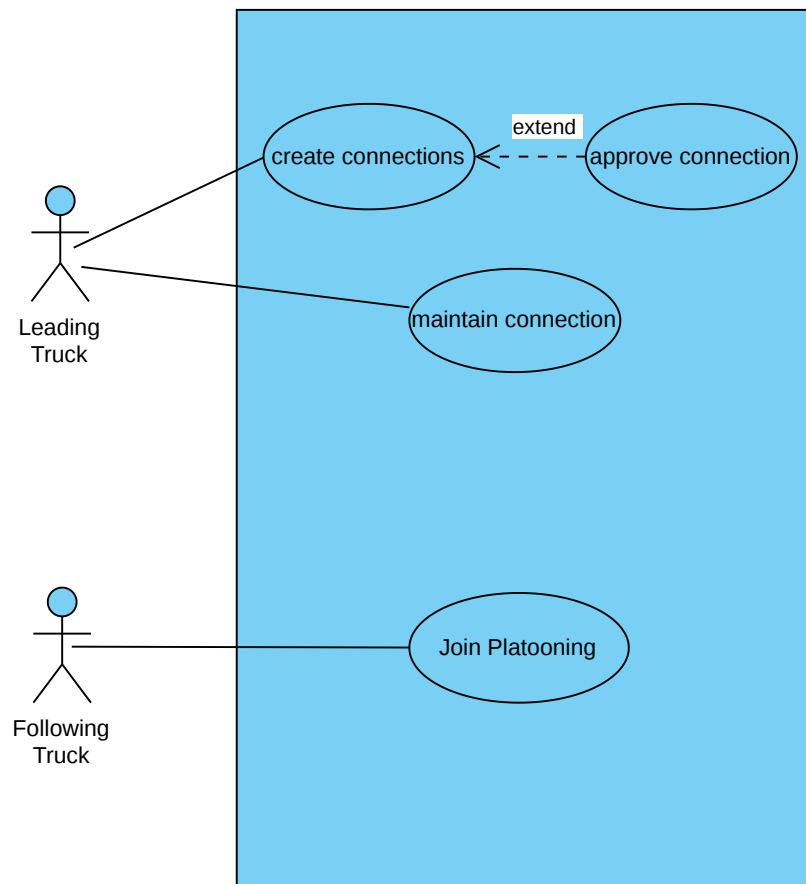 extend
create connections
approve connection
Leading
Truck
maintain connection
Join Platooning
Following
Truck